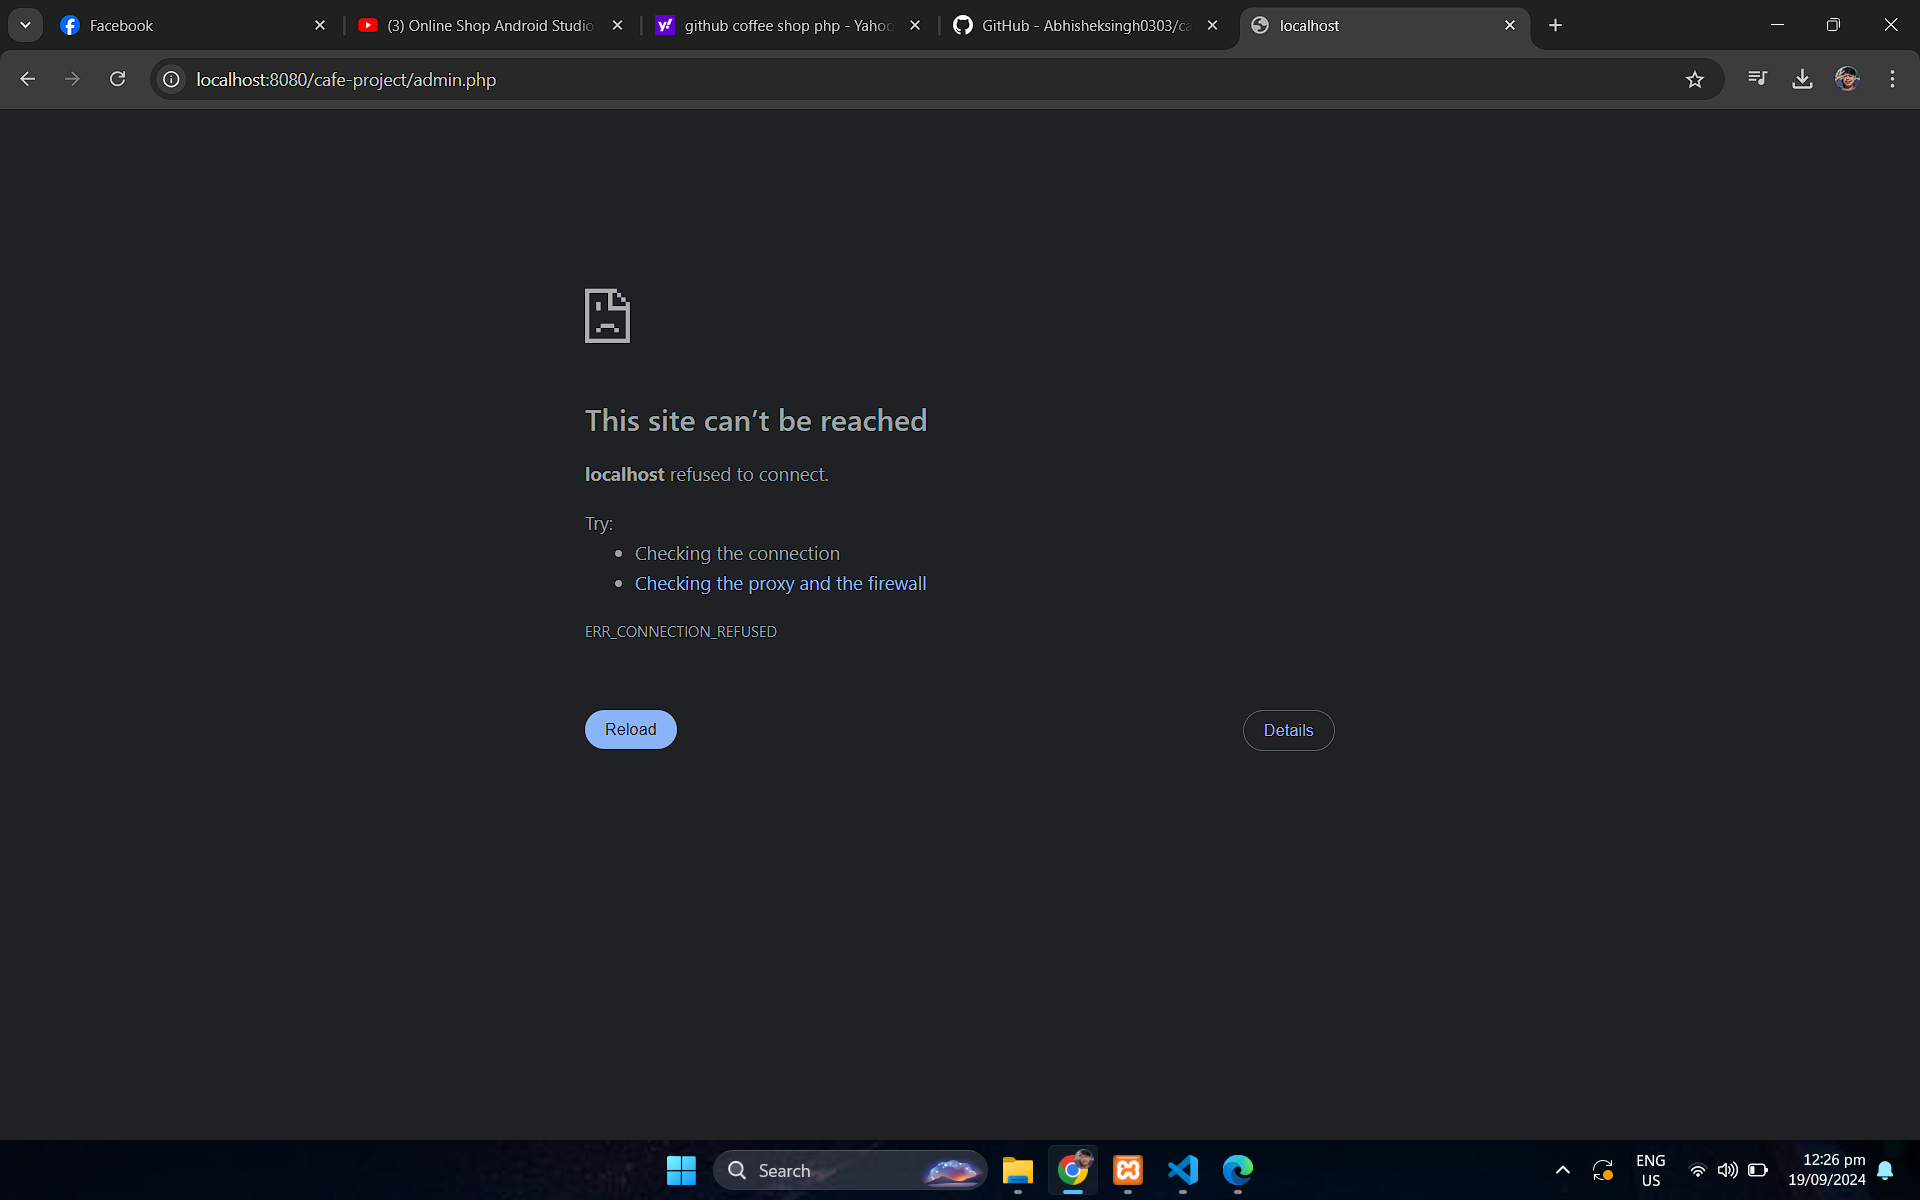 Facebook
(3) Online Shop Android Studio
github coffee shop php - Yahoo
GitHub - Abhisheksingh0303/ca
localhost
localhost:8080/cafe-project/admin.php
This site can’t be reached
localhost refused to connect.
Try:
Checking the connection
Checking the proxy and the firewall
ERR_CONNECTION_REFUSED
Reload
Details
Search
ENG
US
12:26 pm
19/09/2024